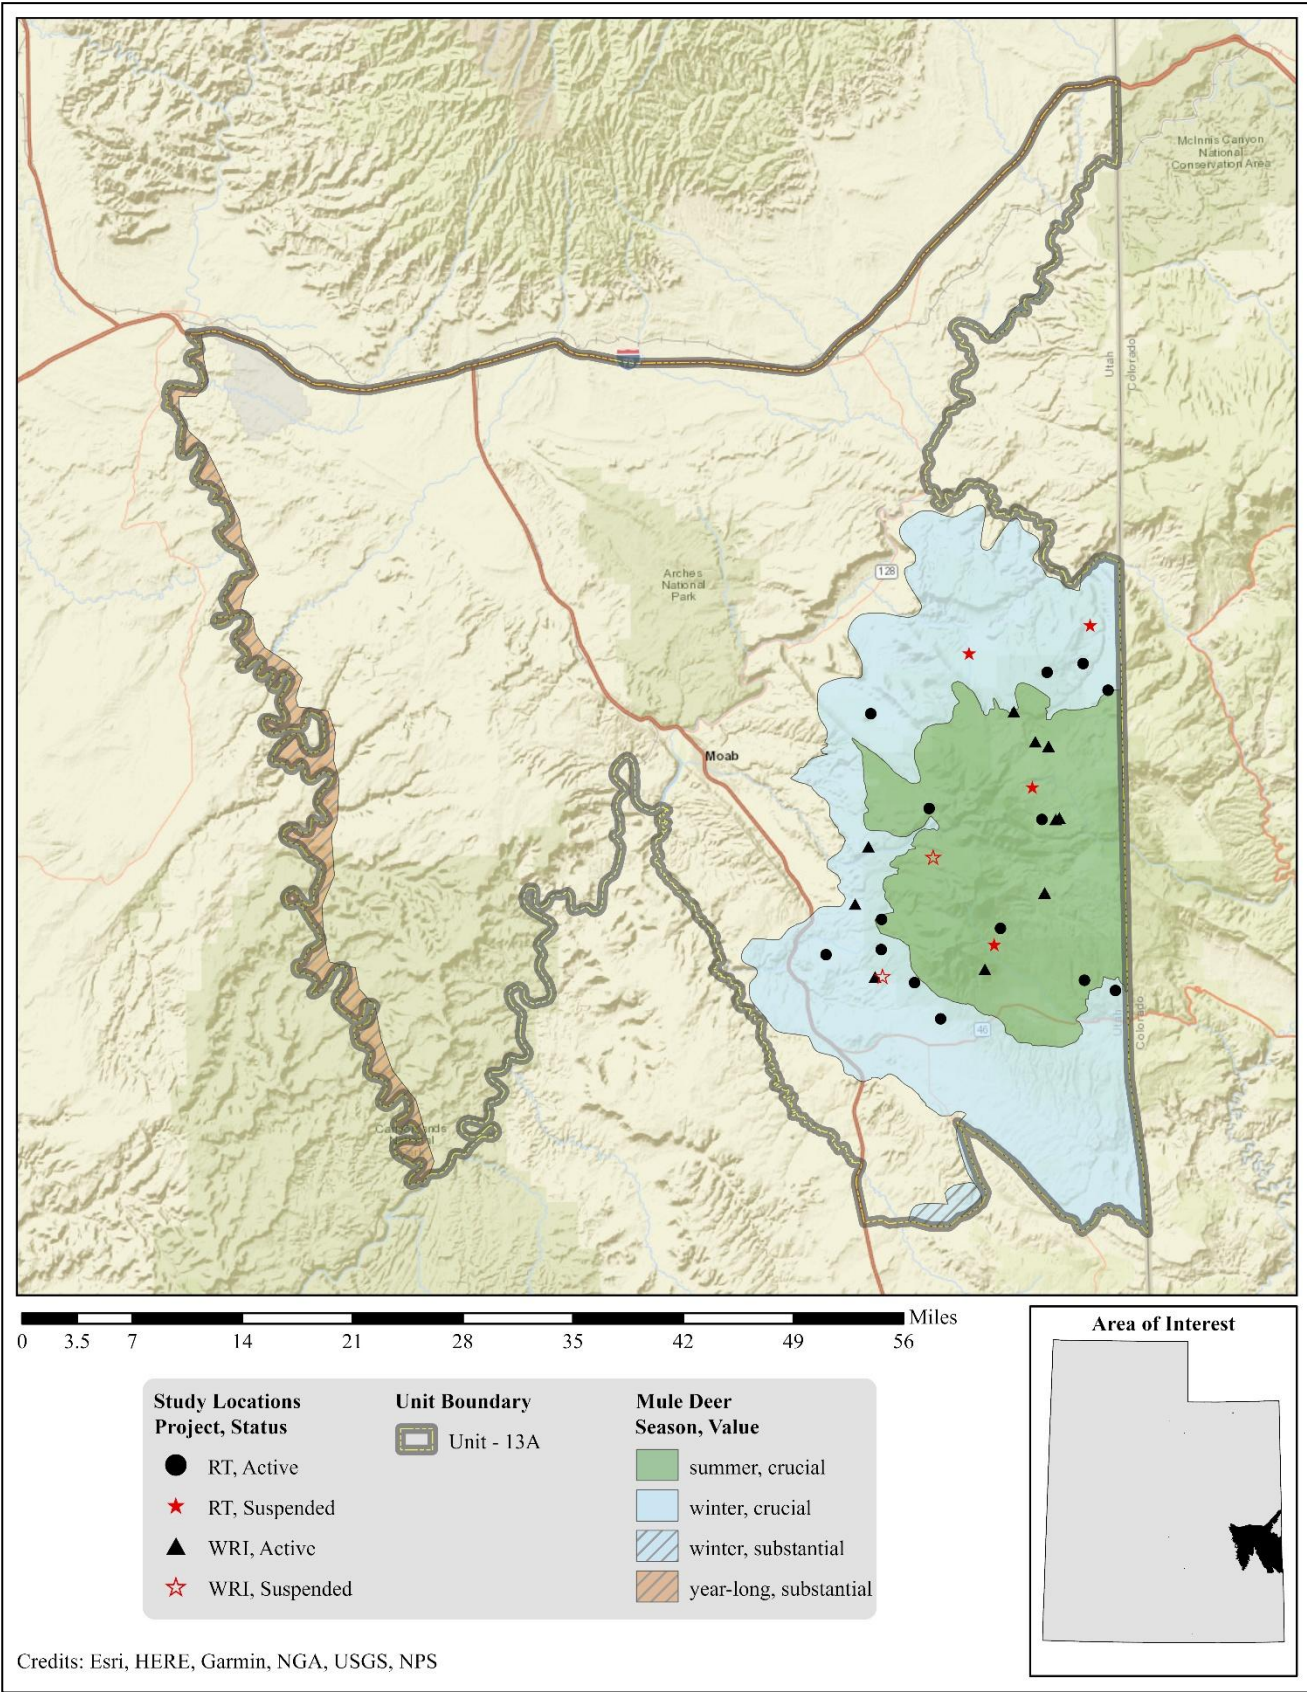 McInnis Canyon
National
Conservation Area
Utah
Colorado
128
Arches
National
Park
Moab
46
Utah
Colorado
Miles
0 3.5 7 14 21 28 35 42 49 56
Study Locations
Project, Status
RT, Active
RT, Suspended
WRI, Active
WRI, Suspended
Unit Boundary
Unit - 13A
Mule Deer
Season, Value
summer, crucial
winter, crucial
winter, substantial
year-long, substantial
Area of Interest
Credits: Esri, HERE, Garmin, NGA, USGS, NPS